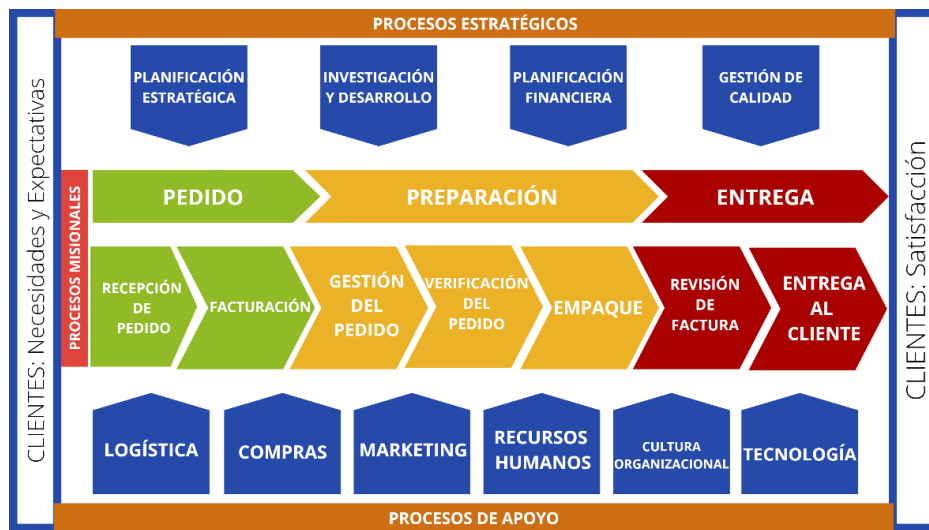 PROCESOS ESTRATÉGICOS
CLIENTES: Necesidades y Expectativas
PLANIFICACIÓN
ESTRATÉGICA
INVESTIGACIÓN
Y DESARROLLO
PLANIFICACIÓN
FINANCIERA
GESTIÓN DE
CALIDAD
PROCESOS MISIONALES
PEDIDO
PREPARACIÓN
ENTREGA
RECEPCIÓN
DE
PEDIDO
FACTURACIÓN
GESTIÓN
DEL
PEDIDO
VERIFICACIÓN
DEL
PEDIDO
EMPAQUE
REVISIÓN
DE
FACTURA
ENTREGA
AL
CLIENTE
LOGÍSTICA
COMPRAS
MARKETING
RECURSOS
HUMANOS
CULTURA
ORGANIZACIONAL
TECNOLOGÍA
PROCESOS DE APOYO
CLIENTES: Satisfacción